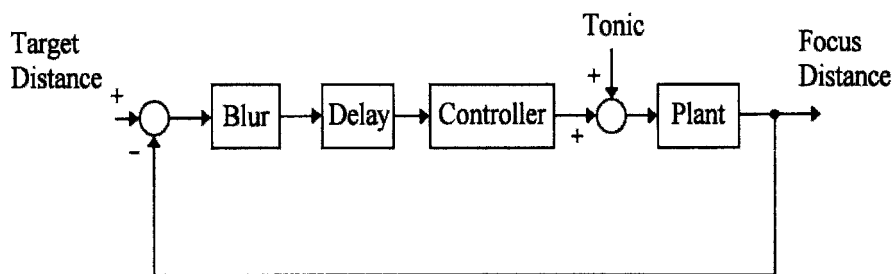 Target
Distance
+
−
Blur
Delay
Controller
+
Tonic
+
Plant
Focus
Distance